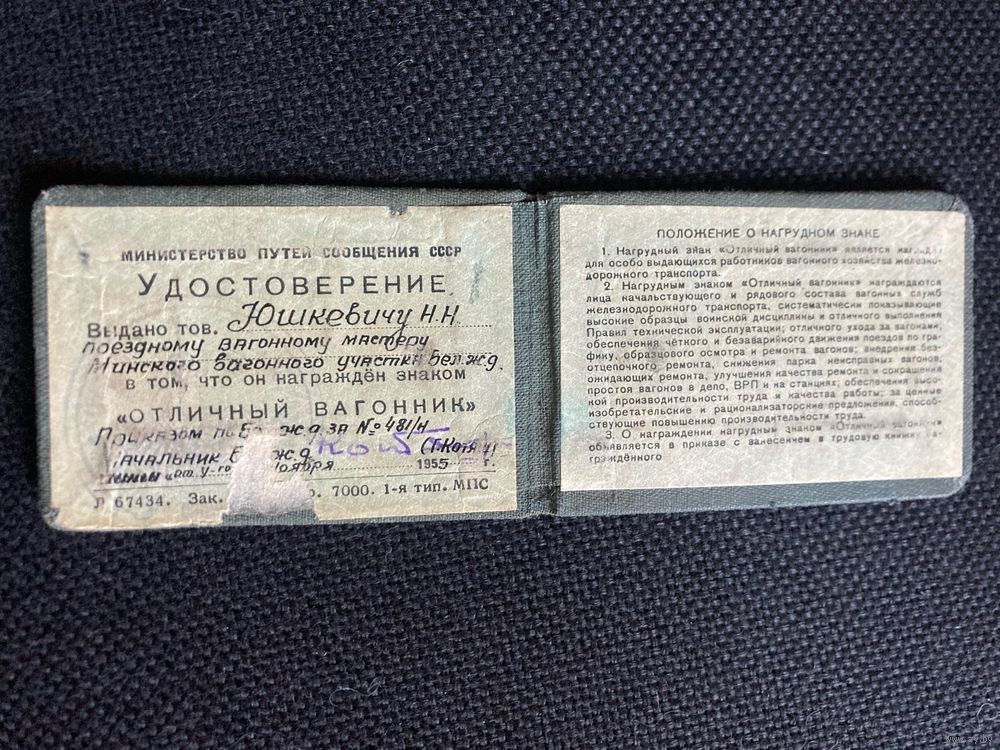 МИНИСТЕРСТВО ПУТЕЙ СООБЩЕНИЯ СССР
УДОСТОВЕРЕНИЕ
Выдано тов. Юшкевичу Н.Н
поездному вагонному мастеру
Минского вагонного участка Бел.ж.д.
в том, что он награждён знаком
«ОТЛИЧНЫЙ ВАГОННИК»
Приказом по Бел ж д за № 481/Н
Начальник Бел ж д
ноября 1955 г.
Л 67434. Зак. 7000. 1-я тип. МПС
ПОЛОЖЕНИЕ О НАГРУДНОМ ЗНАКЕ
1. Нагрудный знак «Отличный вагонник» является наградой
для особо выдающихся работников вагонного хозяйства железно-
дорожного транспорта.
2. Нагрудным знаком «Отличный вагонник» награждаются
лица начальствующего и рядового состава вагонных служб
железнодорожного транспорта, систематически показывающие
высокие образцы воинской дисциплины и отличного выполнения
Правил технической эксплуатации; отличного ухода за вагонами,
обеспечения чёткого и безаварийного движения поездов по гра-
фику, образцового осмотра и ремонта вагонов; внедрения без-
отцепочного ремонта, снижения парка неисправных вагонов,
ожидающих ремонта, улучшения качества ремонта и сокращения
простоя вагонов в депо, ВРП и на станциях; обеспечения высо-
кой производительности труда и качества работы; за ценные
изобретательские и рационализаторские предложения, способ-
ствующие повышению производительности труда.
3. О награждении нагрудным знаком «Отличный вагонник»
объявляется в приказе с занесением в трудовую книжку на-
граждённого